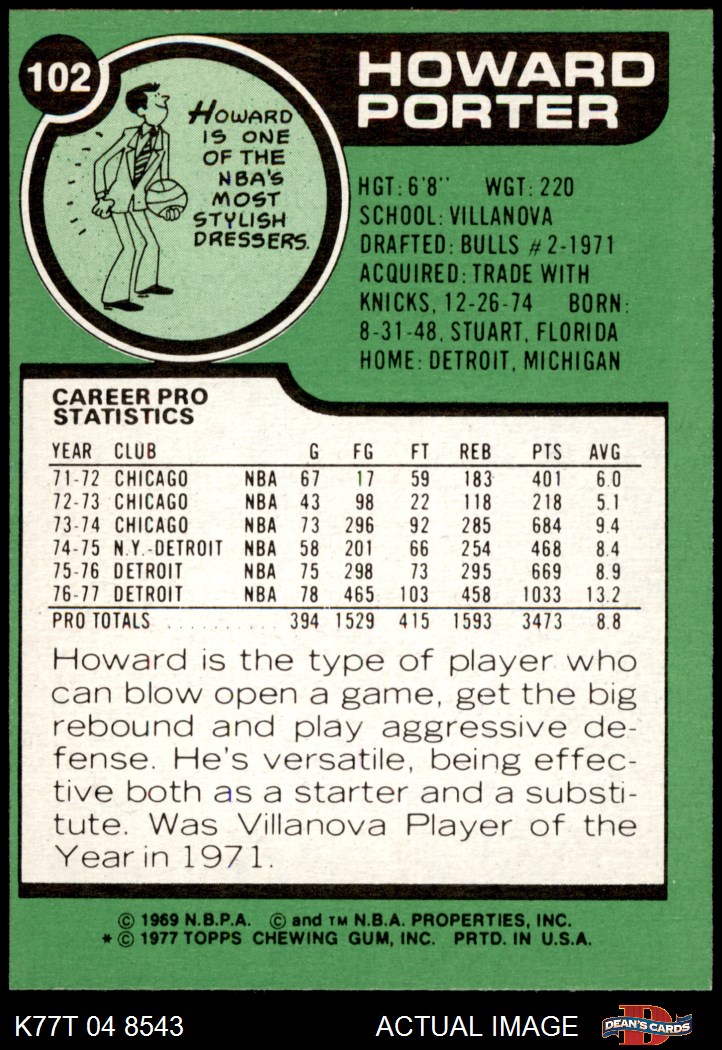 102
HOWARD
IS ONE
OF THE
NBA'S
MOST
STYLISH
DRESSERS.
HOWARD
PORTER
HGT: 6'8" WGT: 220
SCHOOL: VILLANOVA
DRAFTED: BULLS #2-1971
ACQUIRED: TRADE WITH
KNICKS, 12-26-74 BORN:
8-31-48, STUART, FLORIDA
HOME: DETROIT, MICHIGAN
CAREER PRO
STATISTICS
YEAR CLUB G FG FT REB PTS AVG
71-72 CHICAGO NBA 67 17 59 183 401 6.0
72-73 CHICAGO NBA 43 98 22 118 218 5.1
73-74 CHICAGO NBA 73 296 92 285 684 9.4
74-75 N.Y.-DETROIT NBA 58 201 66 254 468 8.4
75-76 DETROIT NBA 75 298 73 295 669 8.9
76-77 DETROIT NBA 78 465 103 458 1033 13.2
PRO TOTALS . . . . . . . . . . . 394 1529 415 1593 3473 8.8
Howard is the type of player who
can blow open a game, get the big
rebound and play aggressive de-
fense. He's versatile, being effec-
tive both as a starter and a substi-
tute. Was Villanova Player of the
Year in 1971.
© 1969 N.B.P.A. © and TM N.B.A. PROPERTIES, INC.
* © 1977 TOPPS CHEWING GUM, INC. PRTD. IN U.S.A.
K77T 04 8543 ACTUAL IMAGE
D
DEAN'S CARDS